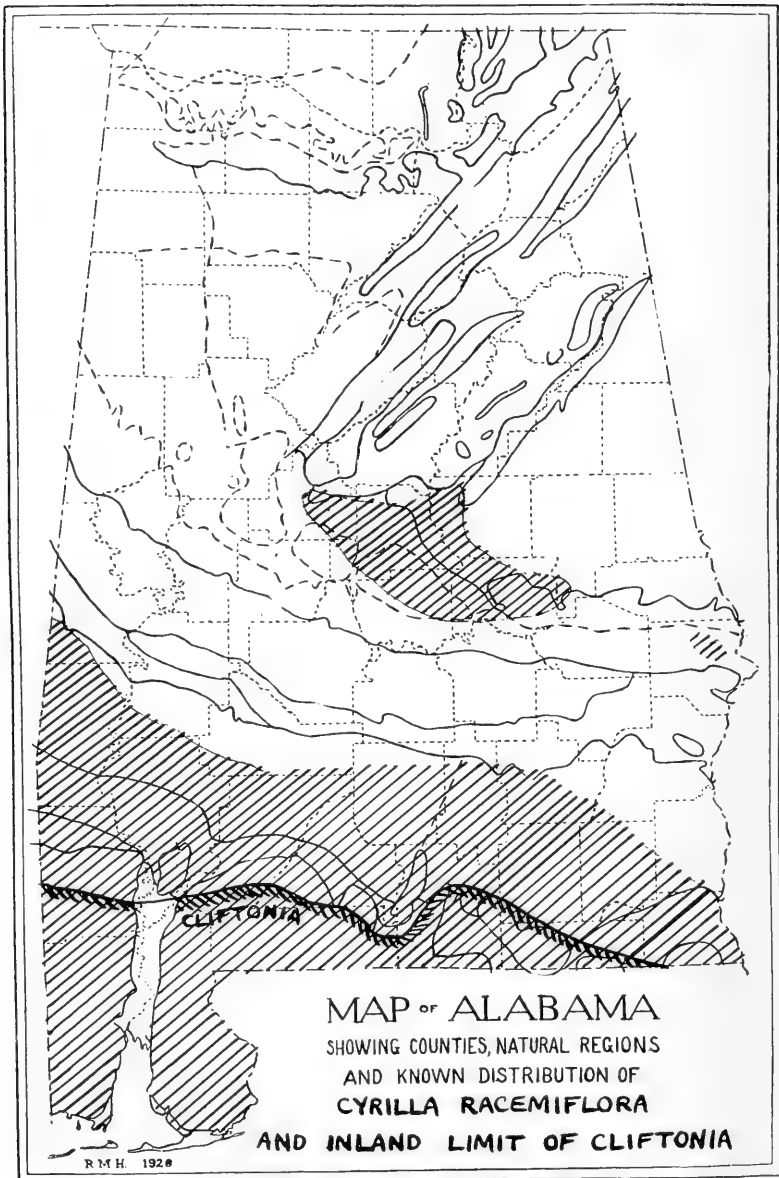 CLIFTONIA
MAP OF ALABAMA
SHOWING COUNTIES, NATURAL REGIONS
AND KNOWN DISTRIBUTION OF
CYRILLA RACEMIFLORA
AND INLAND LIMIT OF CLIFTONIA
R M H. 1928